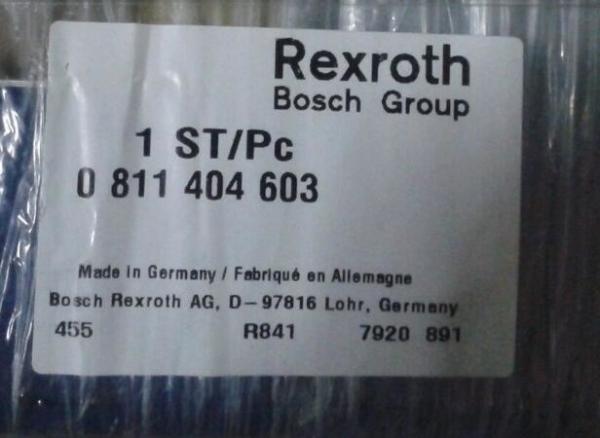 Rexroth
Bosch Group
1 ST/Pc
0 811 404 603
Made in Germany / Fabriqué en Allemagne
Bosch Rexroth AG, D-97816 Lohr, Germany
455 R841 7920 891